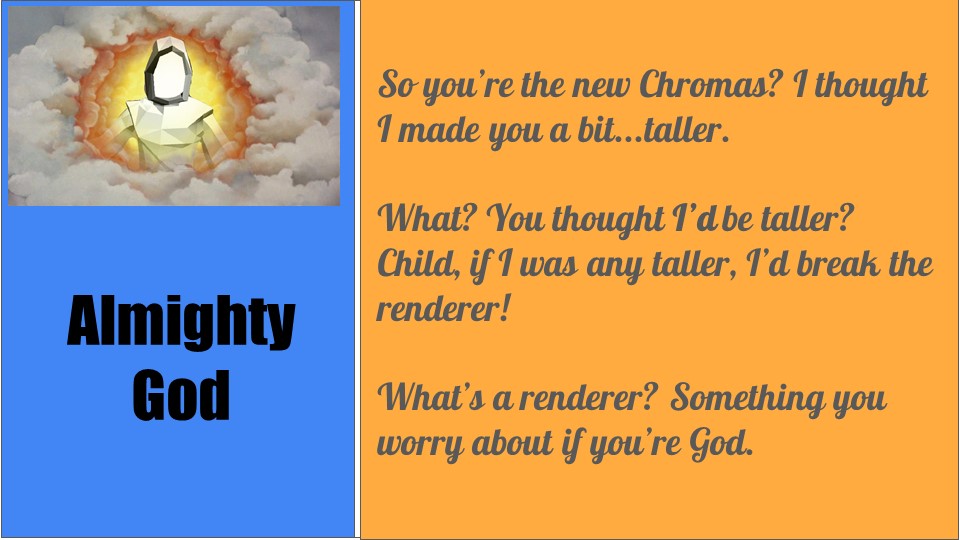 Almighty
God
So you're the new Chromas? I thought
I made you a bit...taller.
What? You thought I'd be taller?
Child, if I was any taller, I'd break the
renderer!
What's a renderer? Something you
worry about if you're God.